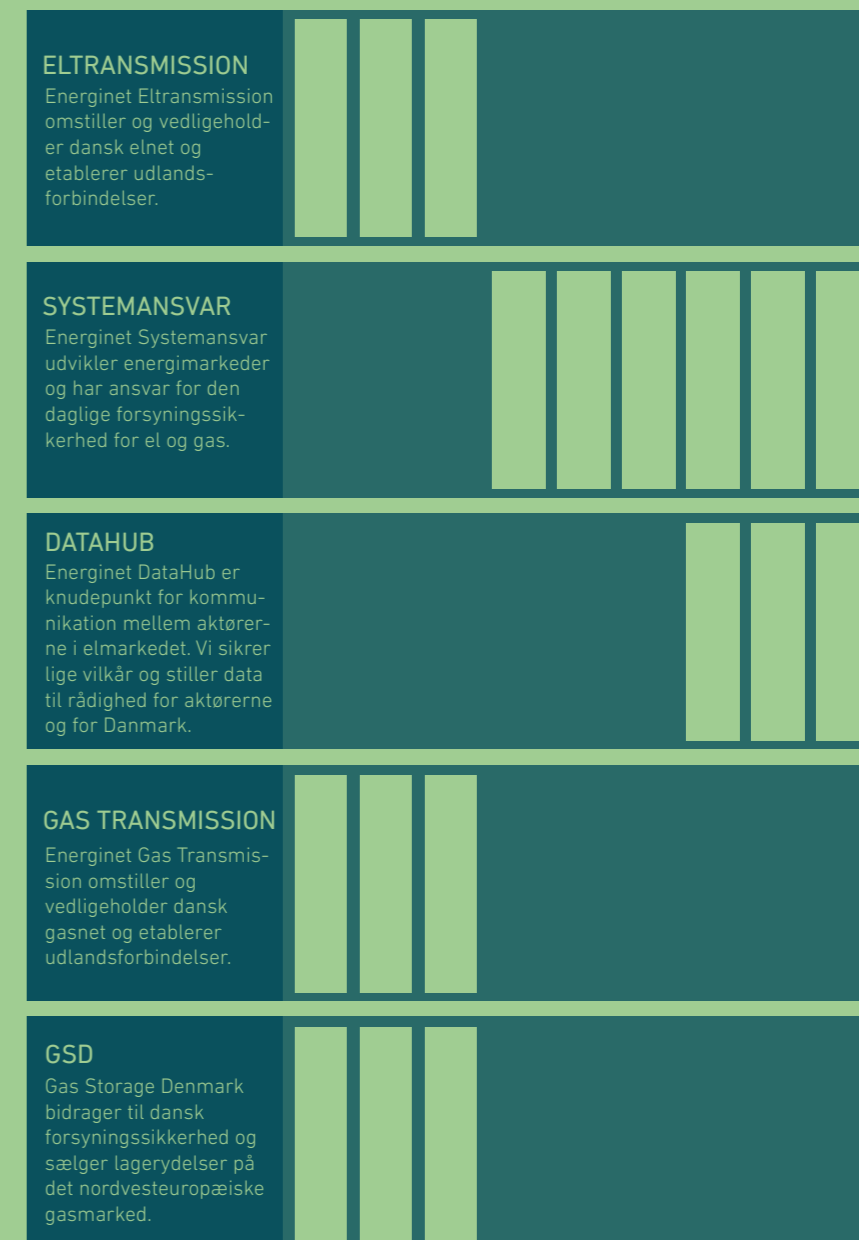 ELTRANSMISSION
Energinet Eltransmission
omstiller og vedligehold-
er dansk elnet og
etablerer udlands-
forbindelser.
SYSTEMANSVAR
Energinet Systemansvar
udvikler energimarkeder
og har ansvar for den
daglige forsyningssik-
kerhed for el og gas.
DATAHUB
Energinet DataHub er
knudepunkt for kommu-
nikation mellem aktører-
ne i elmarkedet. Vi sikrer
lige vilkår og stiller data
til rådighed for aktørerne
og for Danmark.
GAS TRANSMISSION
Energinet Gas Transmis-
sion omstiller og
vedligeholder dansk
gasnet og etablerer
udlandsforbindelser.
GSD
Gas Storage Denmark
bidrager til dansk
forsyningssikkerhed og
sælger lagerydelser på
det nordvesteuropæiske
gasmarked.